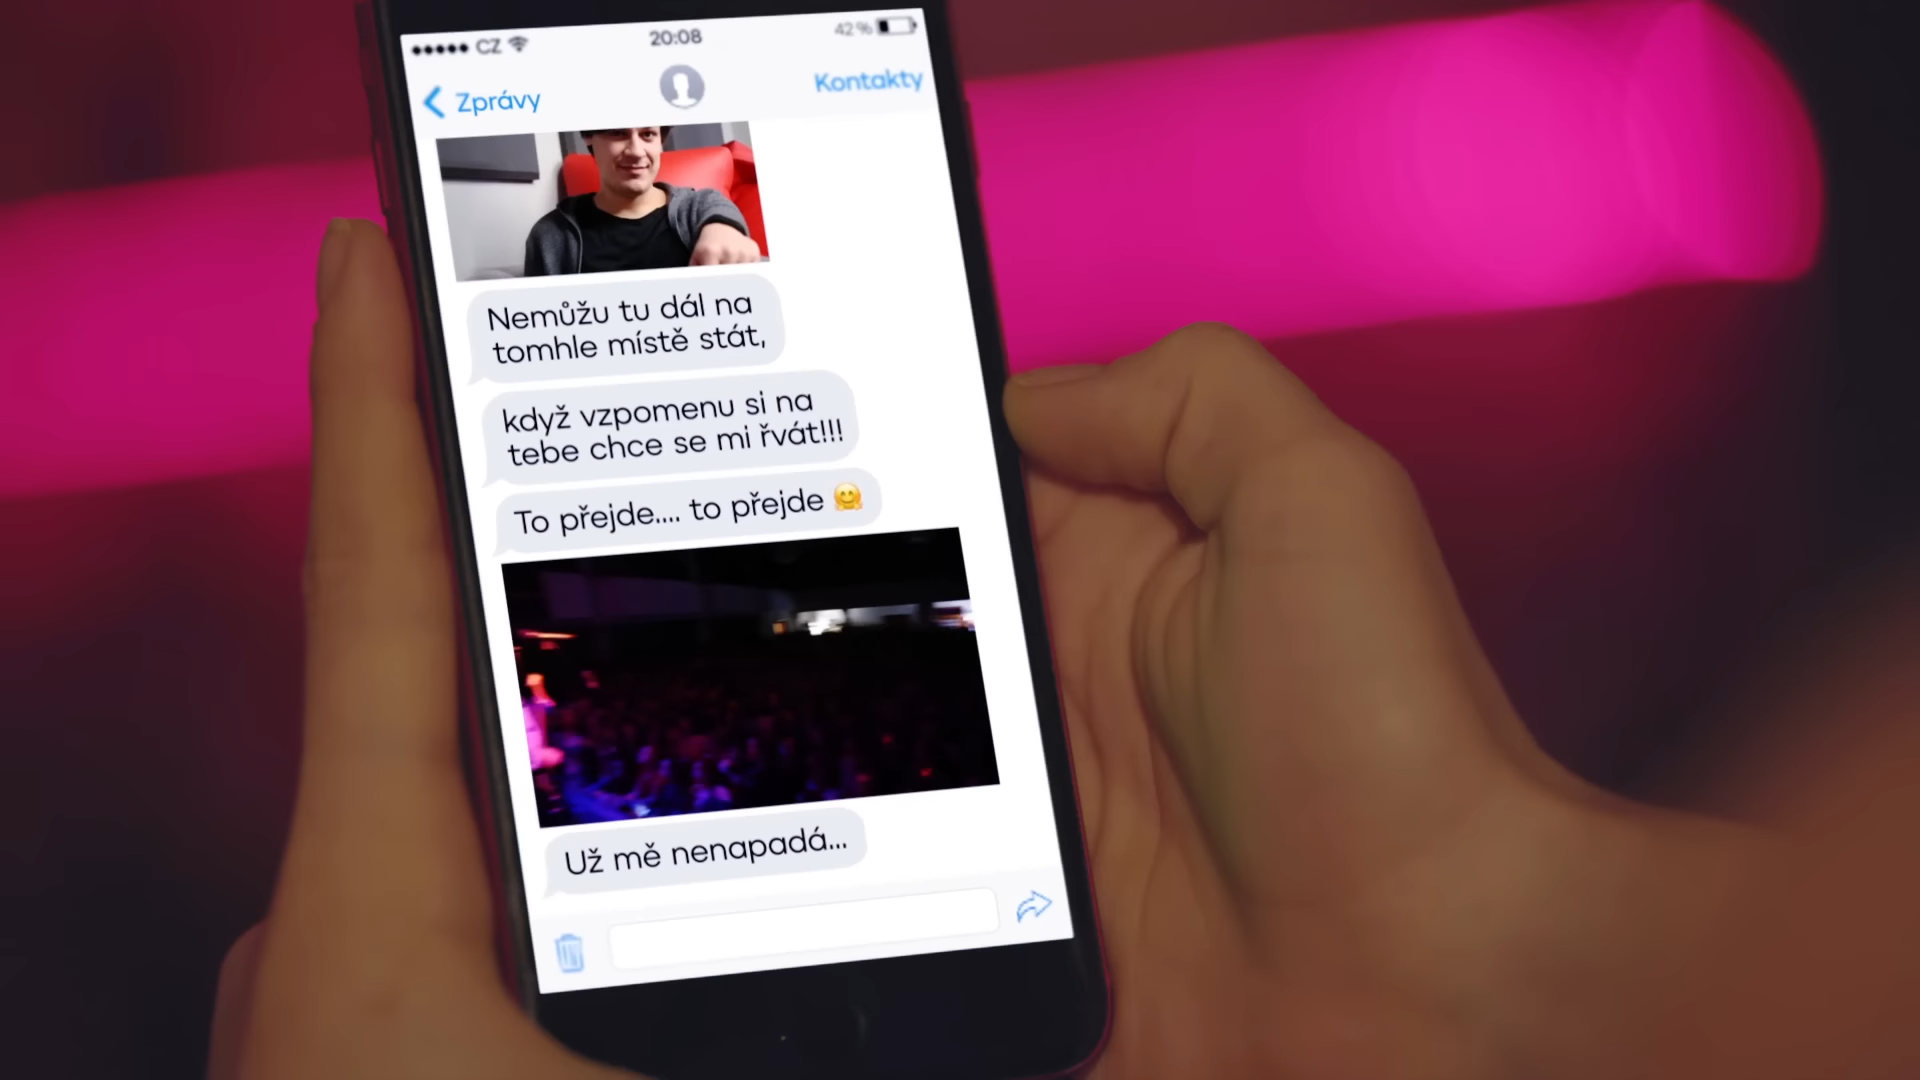 CZ 20:08 42%
Zprávy Kontakty
Nemůžu tu dál na
tomhle místě stát,
když vzpomenu si na
tebe chce se mi řvát!!!
To přejde.... to přejde 🤗
Už mě nenapadá...